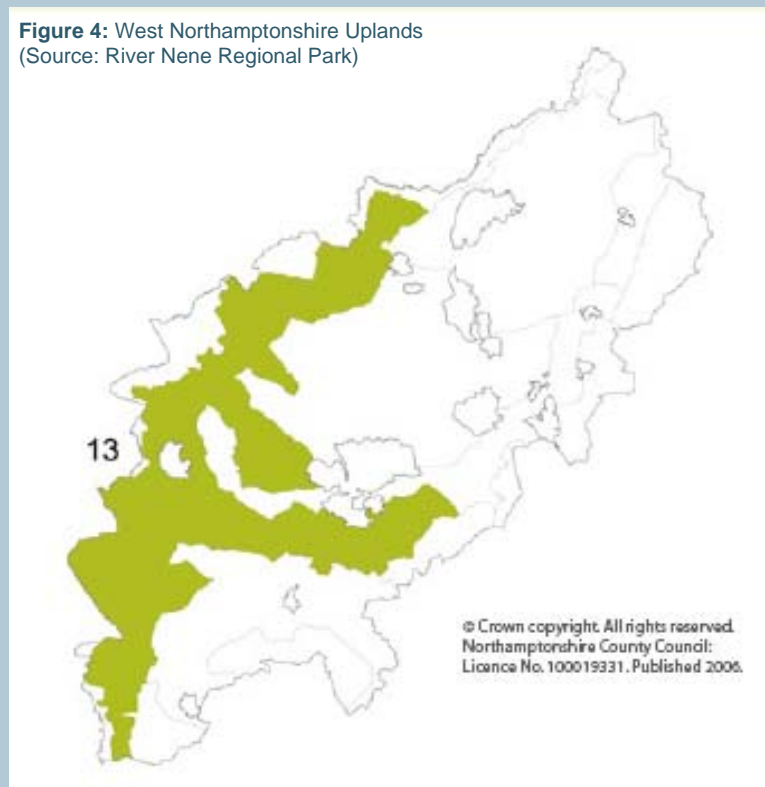 Figure 4: West Northamptonshire Uplands
(Source: River Nene Regional Park)
13
© Crown copyright. All rights reserved.
Northamptonshire County Council:
Licence No. 100019331. Published 2006.